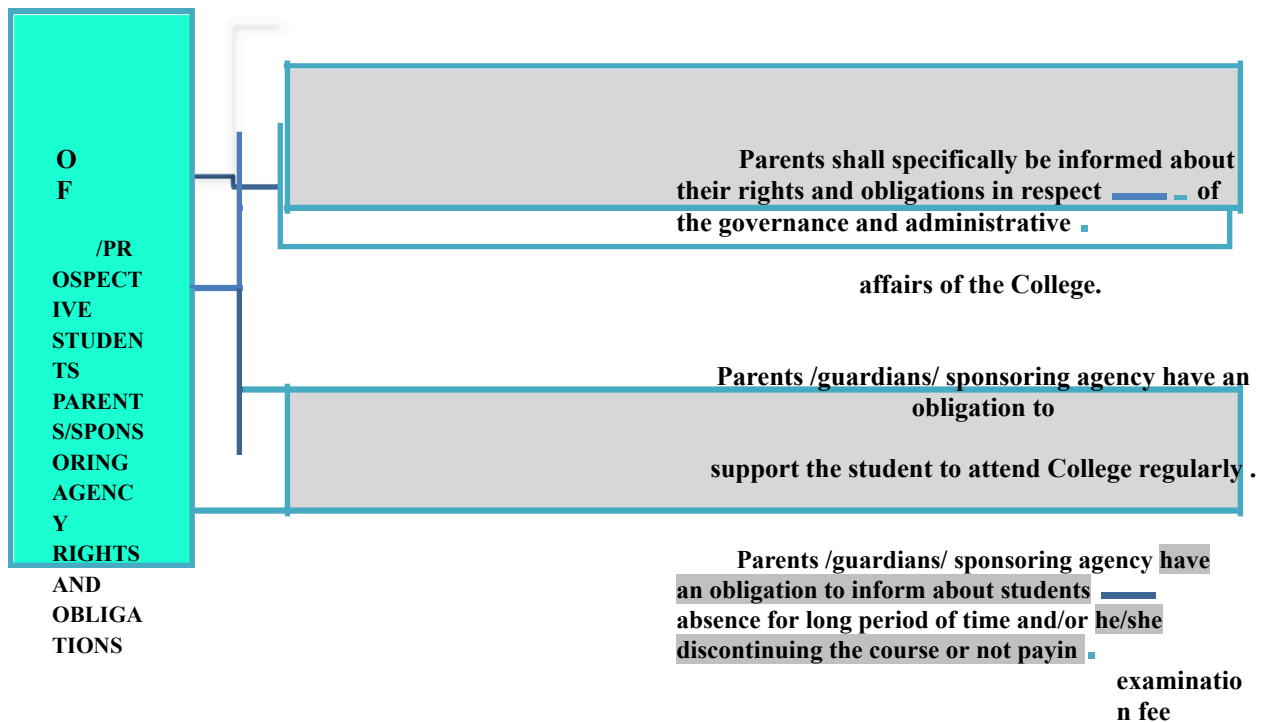 O
F
/PR
OSPECT
IVE
STUDEN
TS
PARENT
S/SPONS
ORING
AGENC
Y
RIGHTS
AND
OBLIGA
TIONS
Parents shall specifically be informed about
their rights and obligations in respect of
the governance and administrative
affairs of the College.
Parents /guardians/ sponsoring agency have an
obligation to
support the student to attend College regularly .
Parents /guardians/ sponsoring agency have
an obligation to inform about students
absence for long period of time and/or he/she
discontinuing the course or not payin
examinatio
n fee